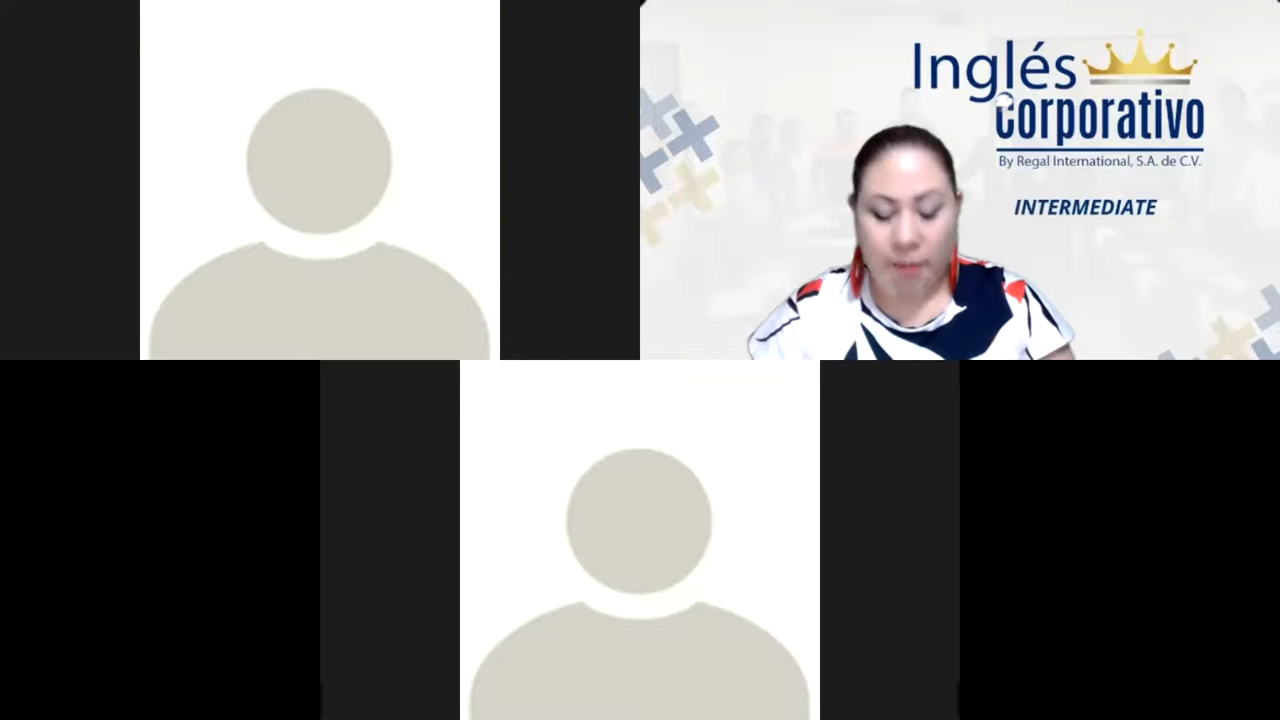 Inglés
Corporativo
By Regal International, S.A. de C.V.
INTERMEDIATE